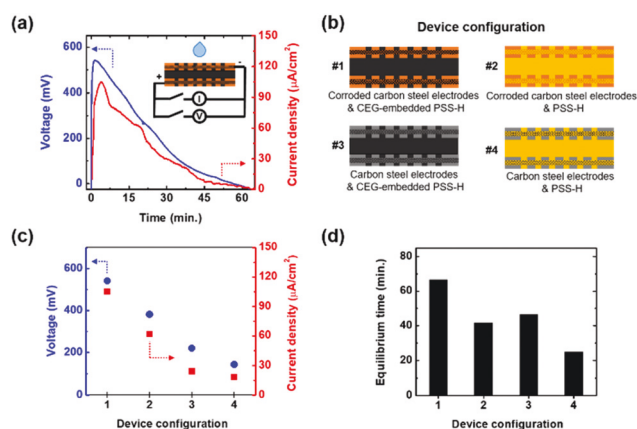 (a)
Voltage (mV)
600
400
200
0
0
15
30
45
60
Time (min.)
150
120
90
60
30
0
Current density (μA/cm²)
+
-
I
V
(b)
Device configuration
#1
Corroded carbon steel electrodes
& CEG-embedded PSS-H
#2
Corroded carbon steel electrodes
& PSS-H
#3
Carbon steel electrodes
& CEG-embedded PSS-H
#4
Carbon steel electrodes
& PSS-H
(c)
Voltage (mV)
600
400
200
0
1
2
3
4
Device configuration
150
120
90
60
30
0
Current density (μA/cm²)
(d)
Equilibrium time (min.)
80
60
40
20
0
1
2
3
4
Device configuration